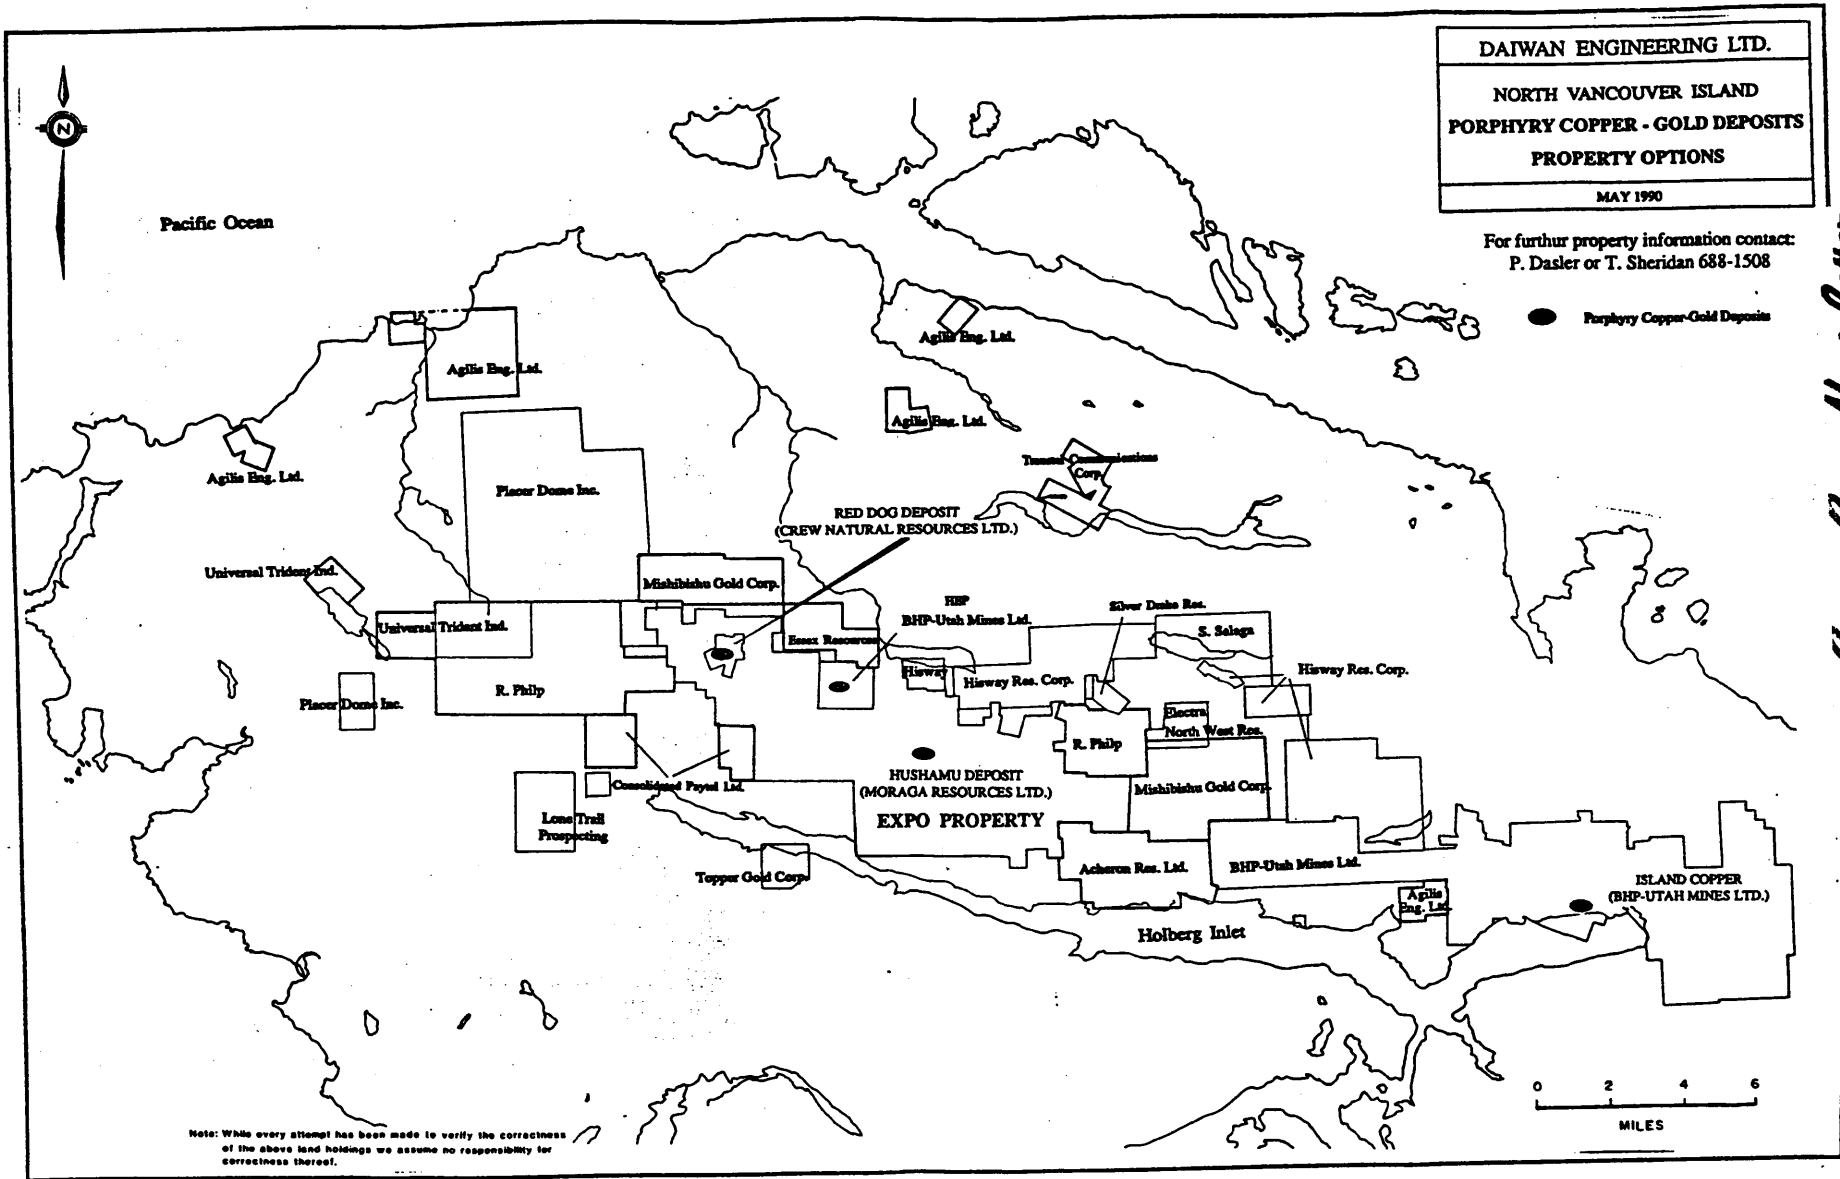 DAIWAN ENGINEERING LTD.
NORTH VANCOUVER ISLAND
PORPHYRY COPPER - GOLD DEPOSITS
PROPERTY OPTIONS
MAY 1990
For furthur property information contact:
P. Dasler or T. Sheridan 688-1508
Porphyry Copper-Gold Deposits
N
Pacific Ocean
Agilis Eng. Ltd.
Agilis Eng. Ltd.
Agilis Eng. Ltd.
Agilis Eng. Ltd.
Communications
Corp.
Placer Dome Inc.
RED DOG DEPOSIT
(CREW NATURAL RESOURCES LTD.)
Universal Trident Ind.
Mishibishu Gold Corp.
HBP
BHP-Utah Mines Ltd.
Silver Drake Res.
Universal Trident Ind.
Essex Resources
S. Salaga
Hisway
Hisway Res. Corp.
Hisway Res. Corp.
R. Philp
Placer Dome Inc.
Electra
North West Res.
R. Philp
HUSHAMU DEPOSIT
(MORAGA RESOURCES LTD.)
EXPO PROPERTY
Consolidated Paytel Ltd.
Mishibishu Gold Corp.
Lone Trail
Prospecting
Topper Gold Corp.
Acheron Res. Ltd.
BHP-Utah Mines Ltd.
ISLAND COPPER
(BHP-UTAH MINES LTD.)
Agilis
Eng. Ltd.
Holberg Inlet
0 2 4 6
MILES
Note: While every attempt has been made to verify the correctness
of the above land holdings we assume no responsibility for
correctness thereof.